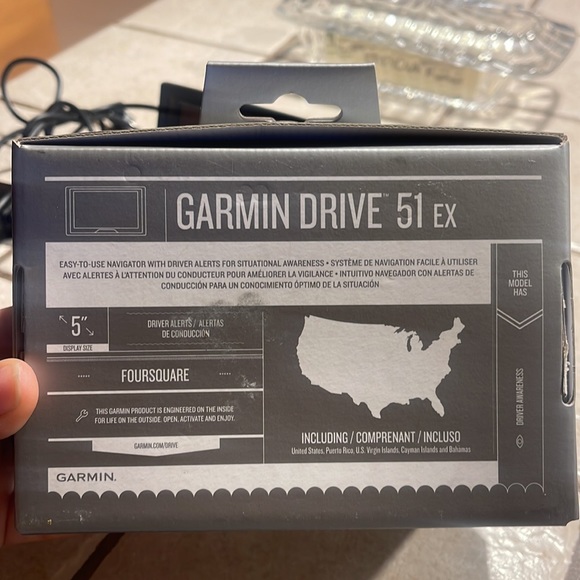 GARMIN DRIVE™ 51 EX
EASY-TO-USE NAVIGATOR WITH DRIVER ALERTS FOR SITUATIONAL AWARENESS • SYSTÈME DE NAVIGATION FACILE À UTILISER
AVEC ALERTES À L'ATTENTION DU CONDUCTEUR POUR AMÉLIORER LA VIGILANCE • INTUITIVO NAVEGADOR CON ALERTAS DE
CONDUCCIÓN PARA UN CONOCIMIENTO ÓPTIMO DE LA SITUACIÓN
THIS
MODEL
HAS
5"
DISPLAY SIZE
DRIVER ALERTS / ALERTAS
DE CONDUCCIÓN
FOURSQUARE
THIS GARMIN PRODUCT IS ENGINEERED ON THE INSIDE
FOR LIFE ON THE OUTSIDE. OPEN, ACTIVATE AND ENJOY.
GARMIN.COM/DRIVE
INCLUDING / COMPRENANT / INCLUSO
United States, Puerto Rico, U.S. Virgin Islands, Cayman Islands and Bahamas
DRIVER AWARENESS
GARMIN.